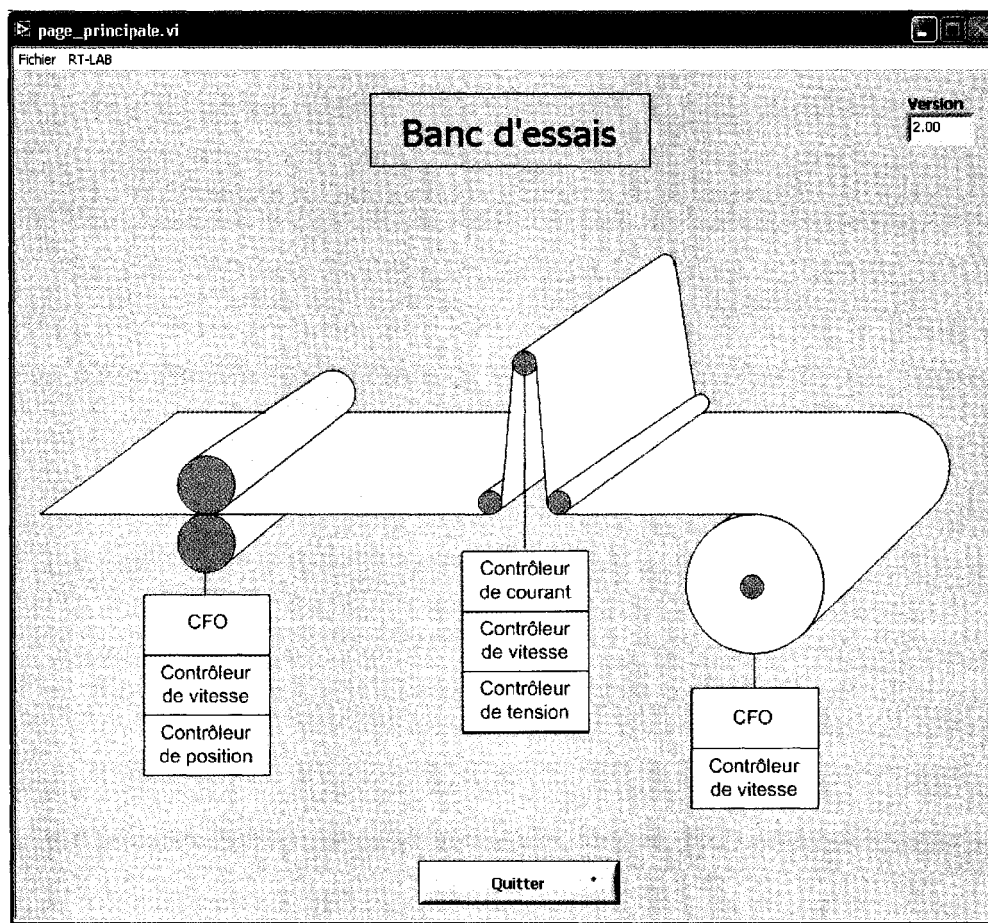 page_principale.vi
Fichier RT-LAB
Banc d'essais
Version
2.00
CFO
Contrôleur
de vitesse
Contrôleur
de position
Contrôleur
de courant
Contrôleur
de vitesse
Contrôleur
de tension
CFO
Contrôleur
de vitesse
Quitter